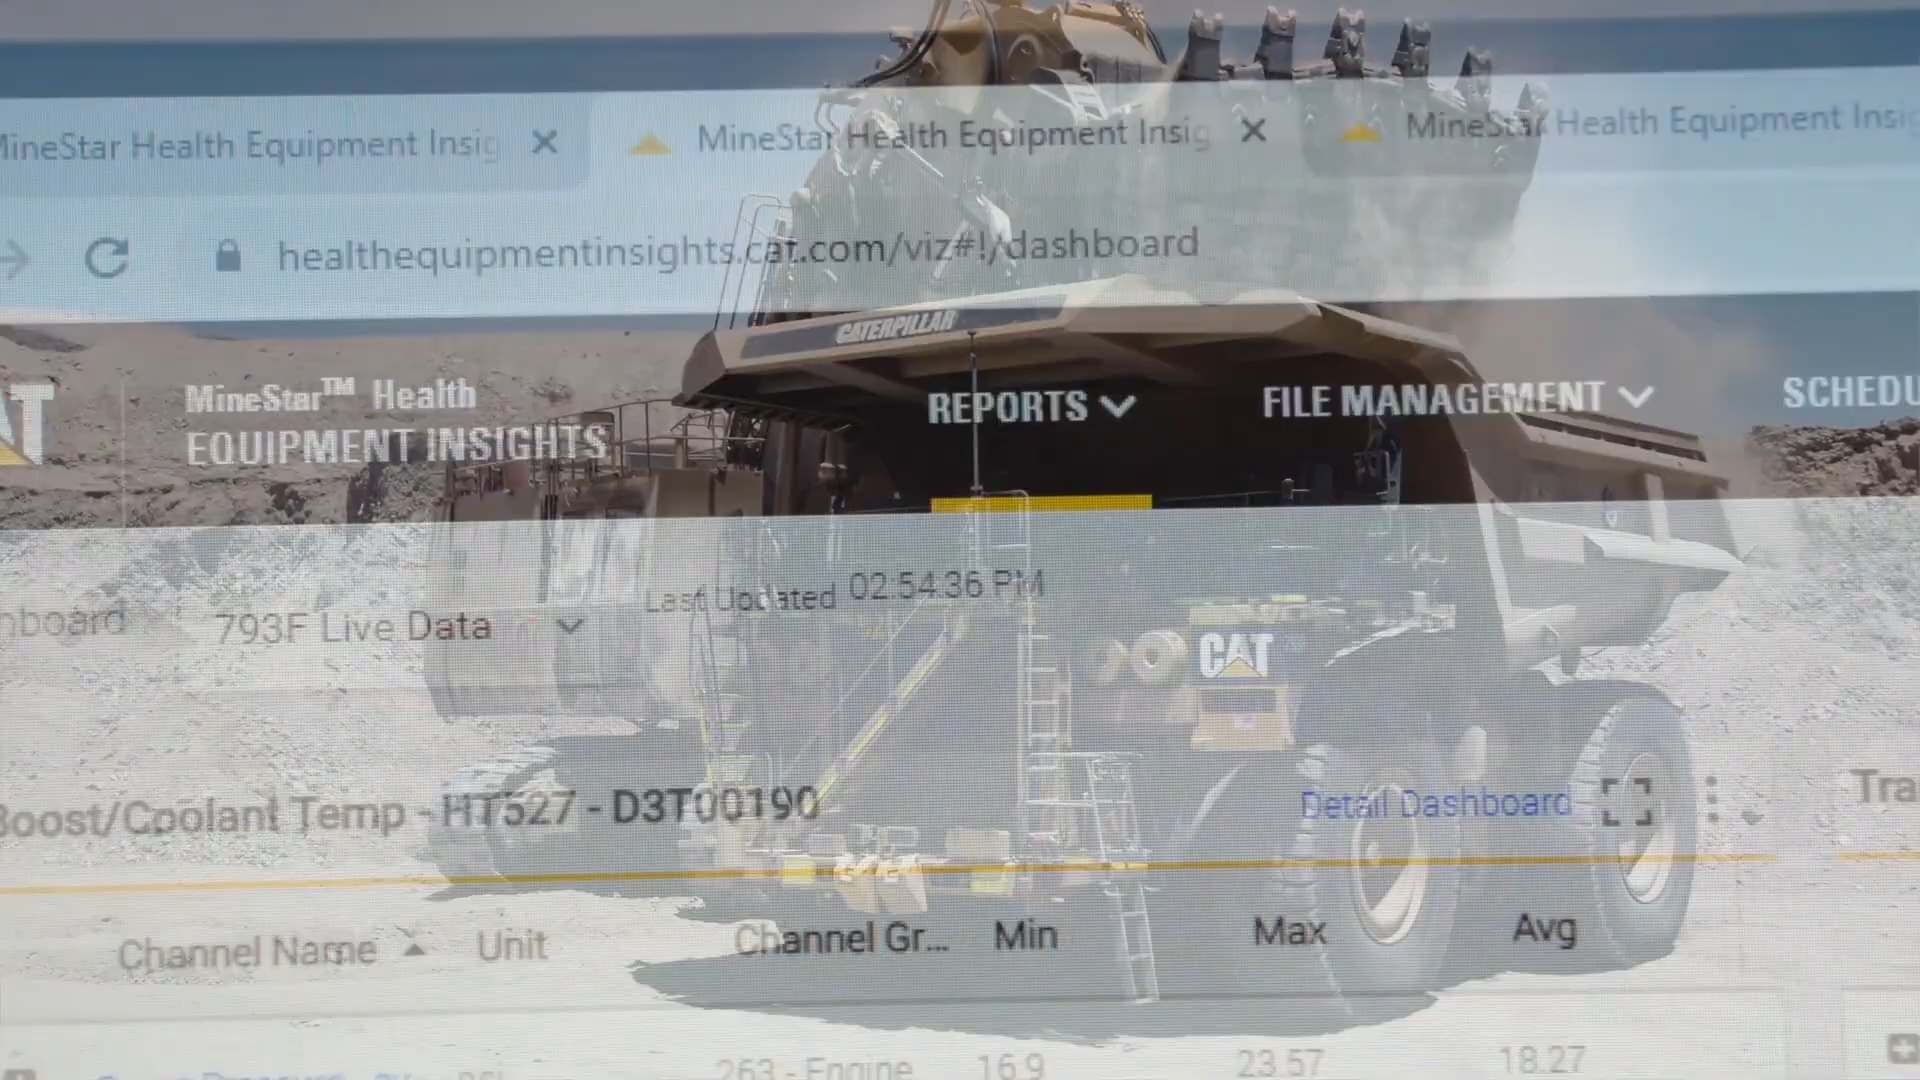 MineStar Health Equipment Insig
MineStar Health Equipment Insig
MineStar Health Equipment Insig
healthequipmentinsights.cat.com/viz#!/dashboard
CATERPILLAR
MineStar™ Health
EQUIPMENT INSIGHTS
REPORTS
FILE MANAGEMENT
SCHEDU
hboard
793F Live Data
Last Updated 02:54:36 PM
CAT
Boost/Coolant Temp - HT527 - D3T00190
Detail Dashboard
Tra
Channel Name
Unit
Channel Gr...
Min
Max
Avg
263 - Engine
16.9
23.57
18.27